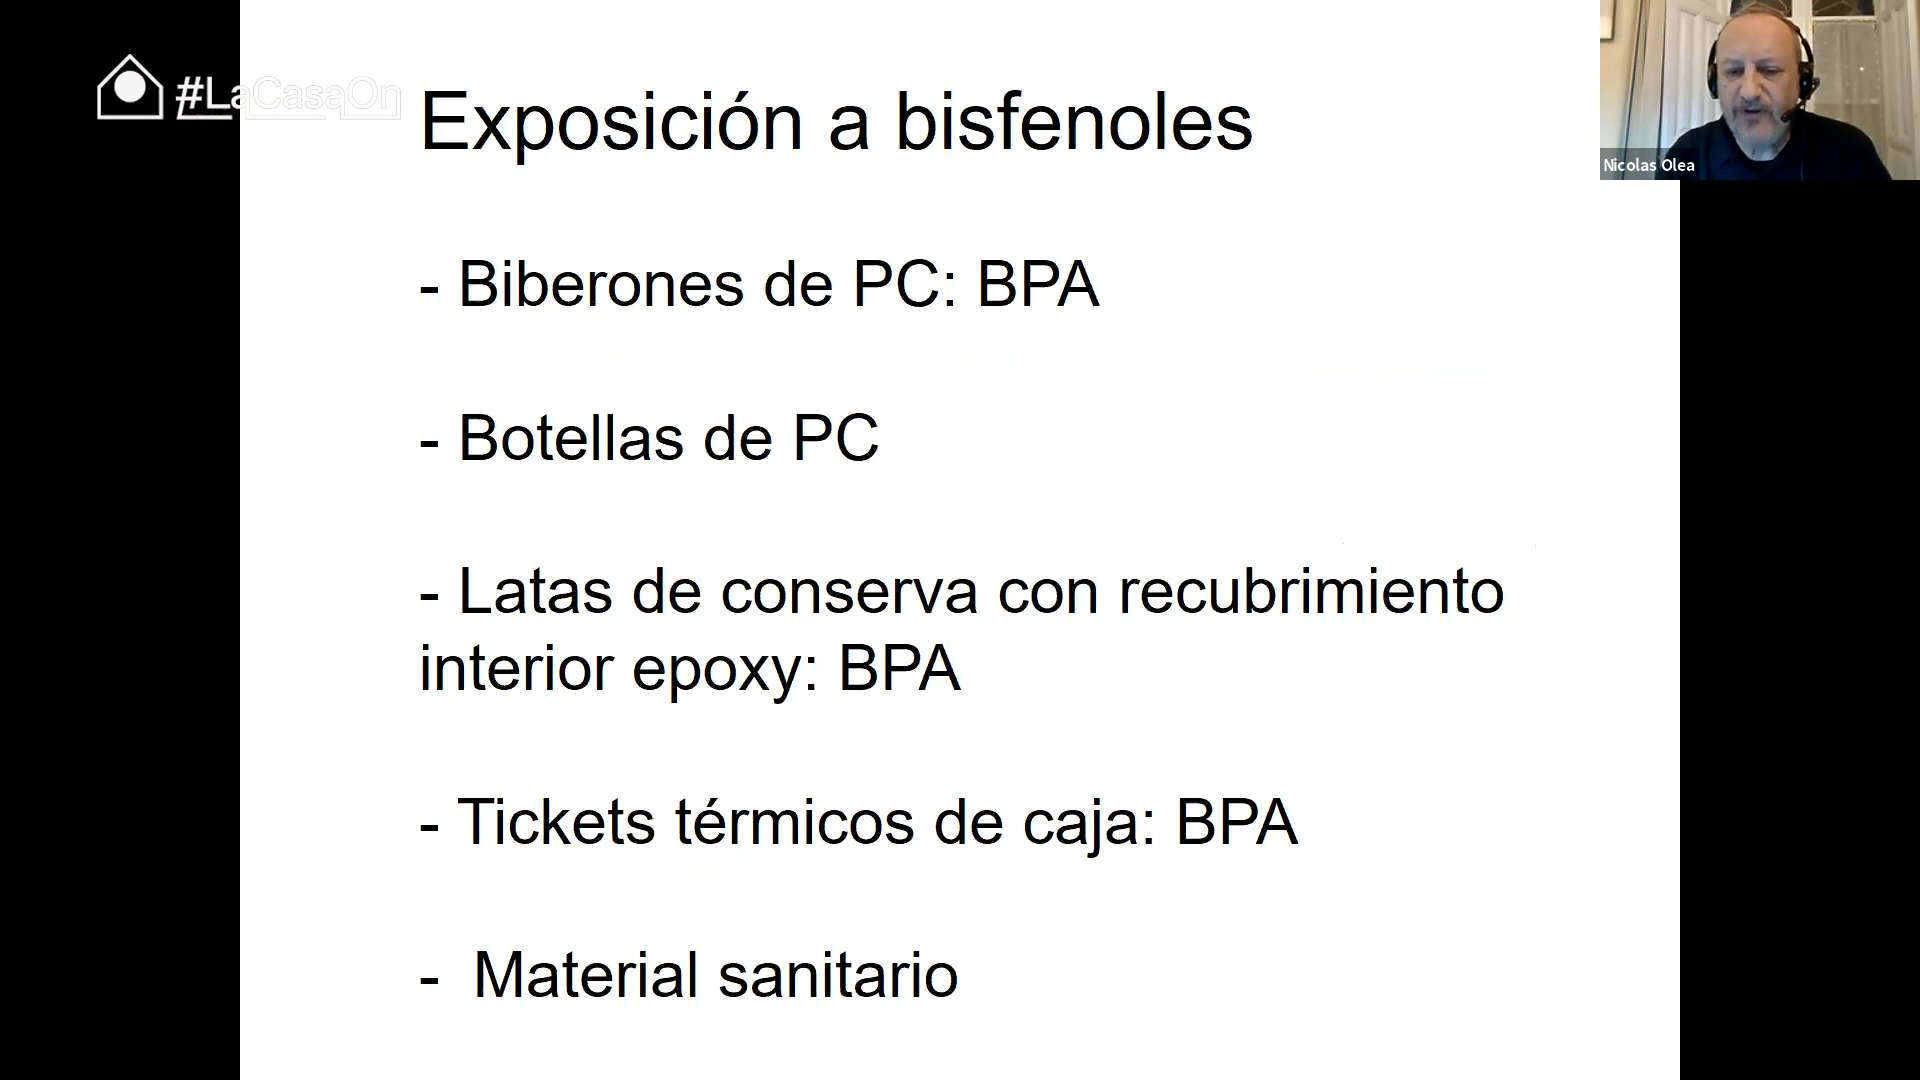 #LaCasaOn
Exposición a bisfenoles
Nicolas Olea
- Biberones de PC: BPA
- Botellas de PC
- Latas de conserva con recubrimiento
interior epoxy: BPA
- Tickets térmicos de caja: BPA
- Material sanitario